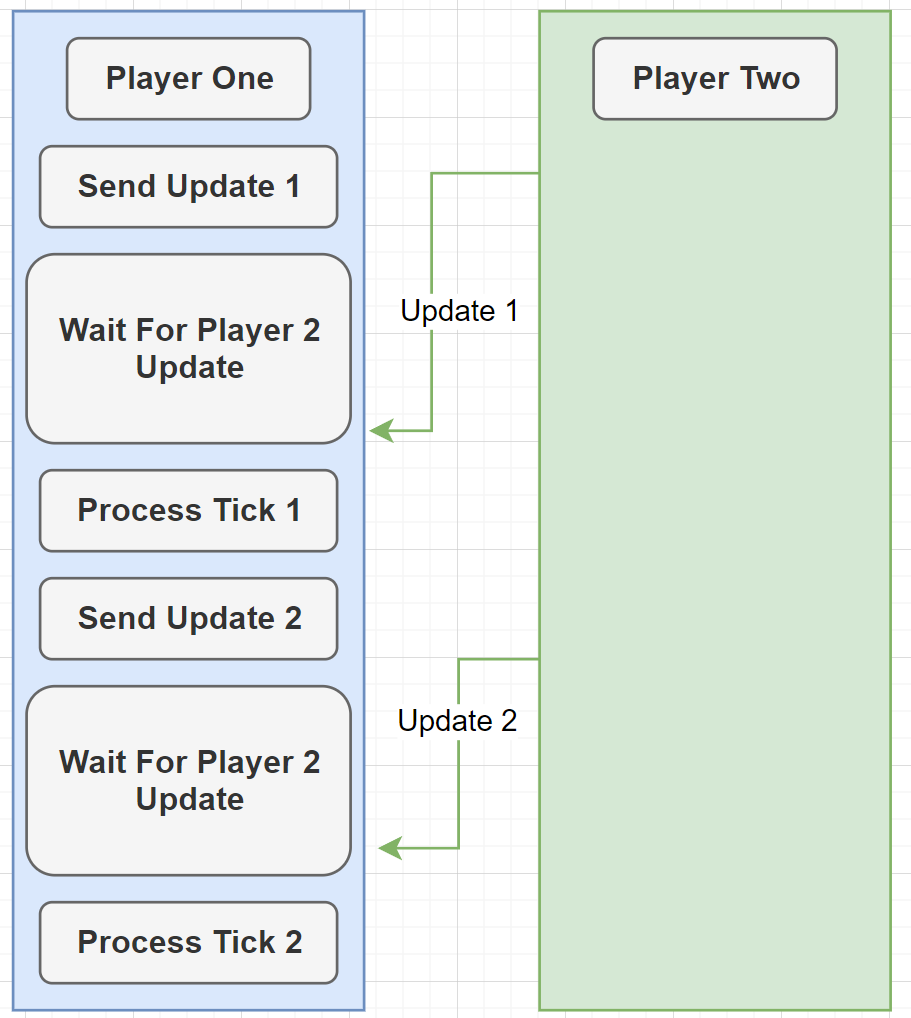 Player One
Player Two
Send Update 1
Wait For Player 2
Update
Update 1
Process Tick 1
Send Update 2
Update 2
Wait For Player 2
Update
Process Tick 2